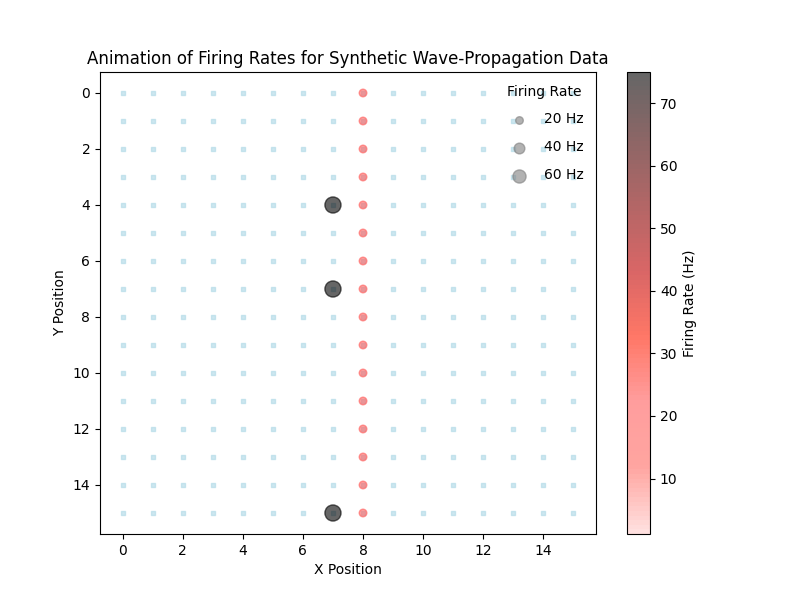 Animation of Firing Rates for Synthetic Wave-Propagation Data
Firing Rate
20 Hz
40 Hz
60 Hz
0
2
4
6
8
10
12
14
Y Position
0 2 4 6 8 10 12 14
X Position
70
60
50
40
30
20
10
Firing Rate (Hz)